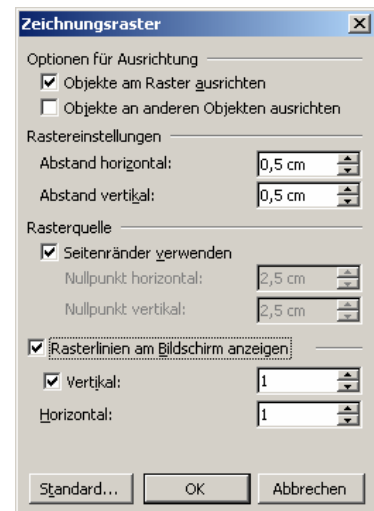 Zeichnungsraster
Optionen für Ausrichtung
Objekte am Raster ausrichten
Objekte an anderen Objekten ausrichten
Rastereinstellungen
Abstand horizontal: 0,5 cm
Abstand vertikal: 0,5 cm
Rasterquelle
Seitenränder verwenden
Nullpunkt horizontal: 2,5 cm
Nullpunkt vertikal: 2,5 cm
Rasterlinien am Bildschirm anzeigen
Vertikal: 1
Horizontal: 1
Standard... OK Abbrechen